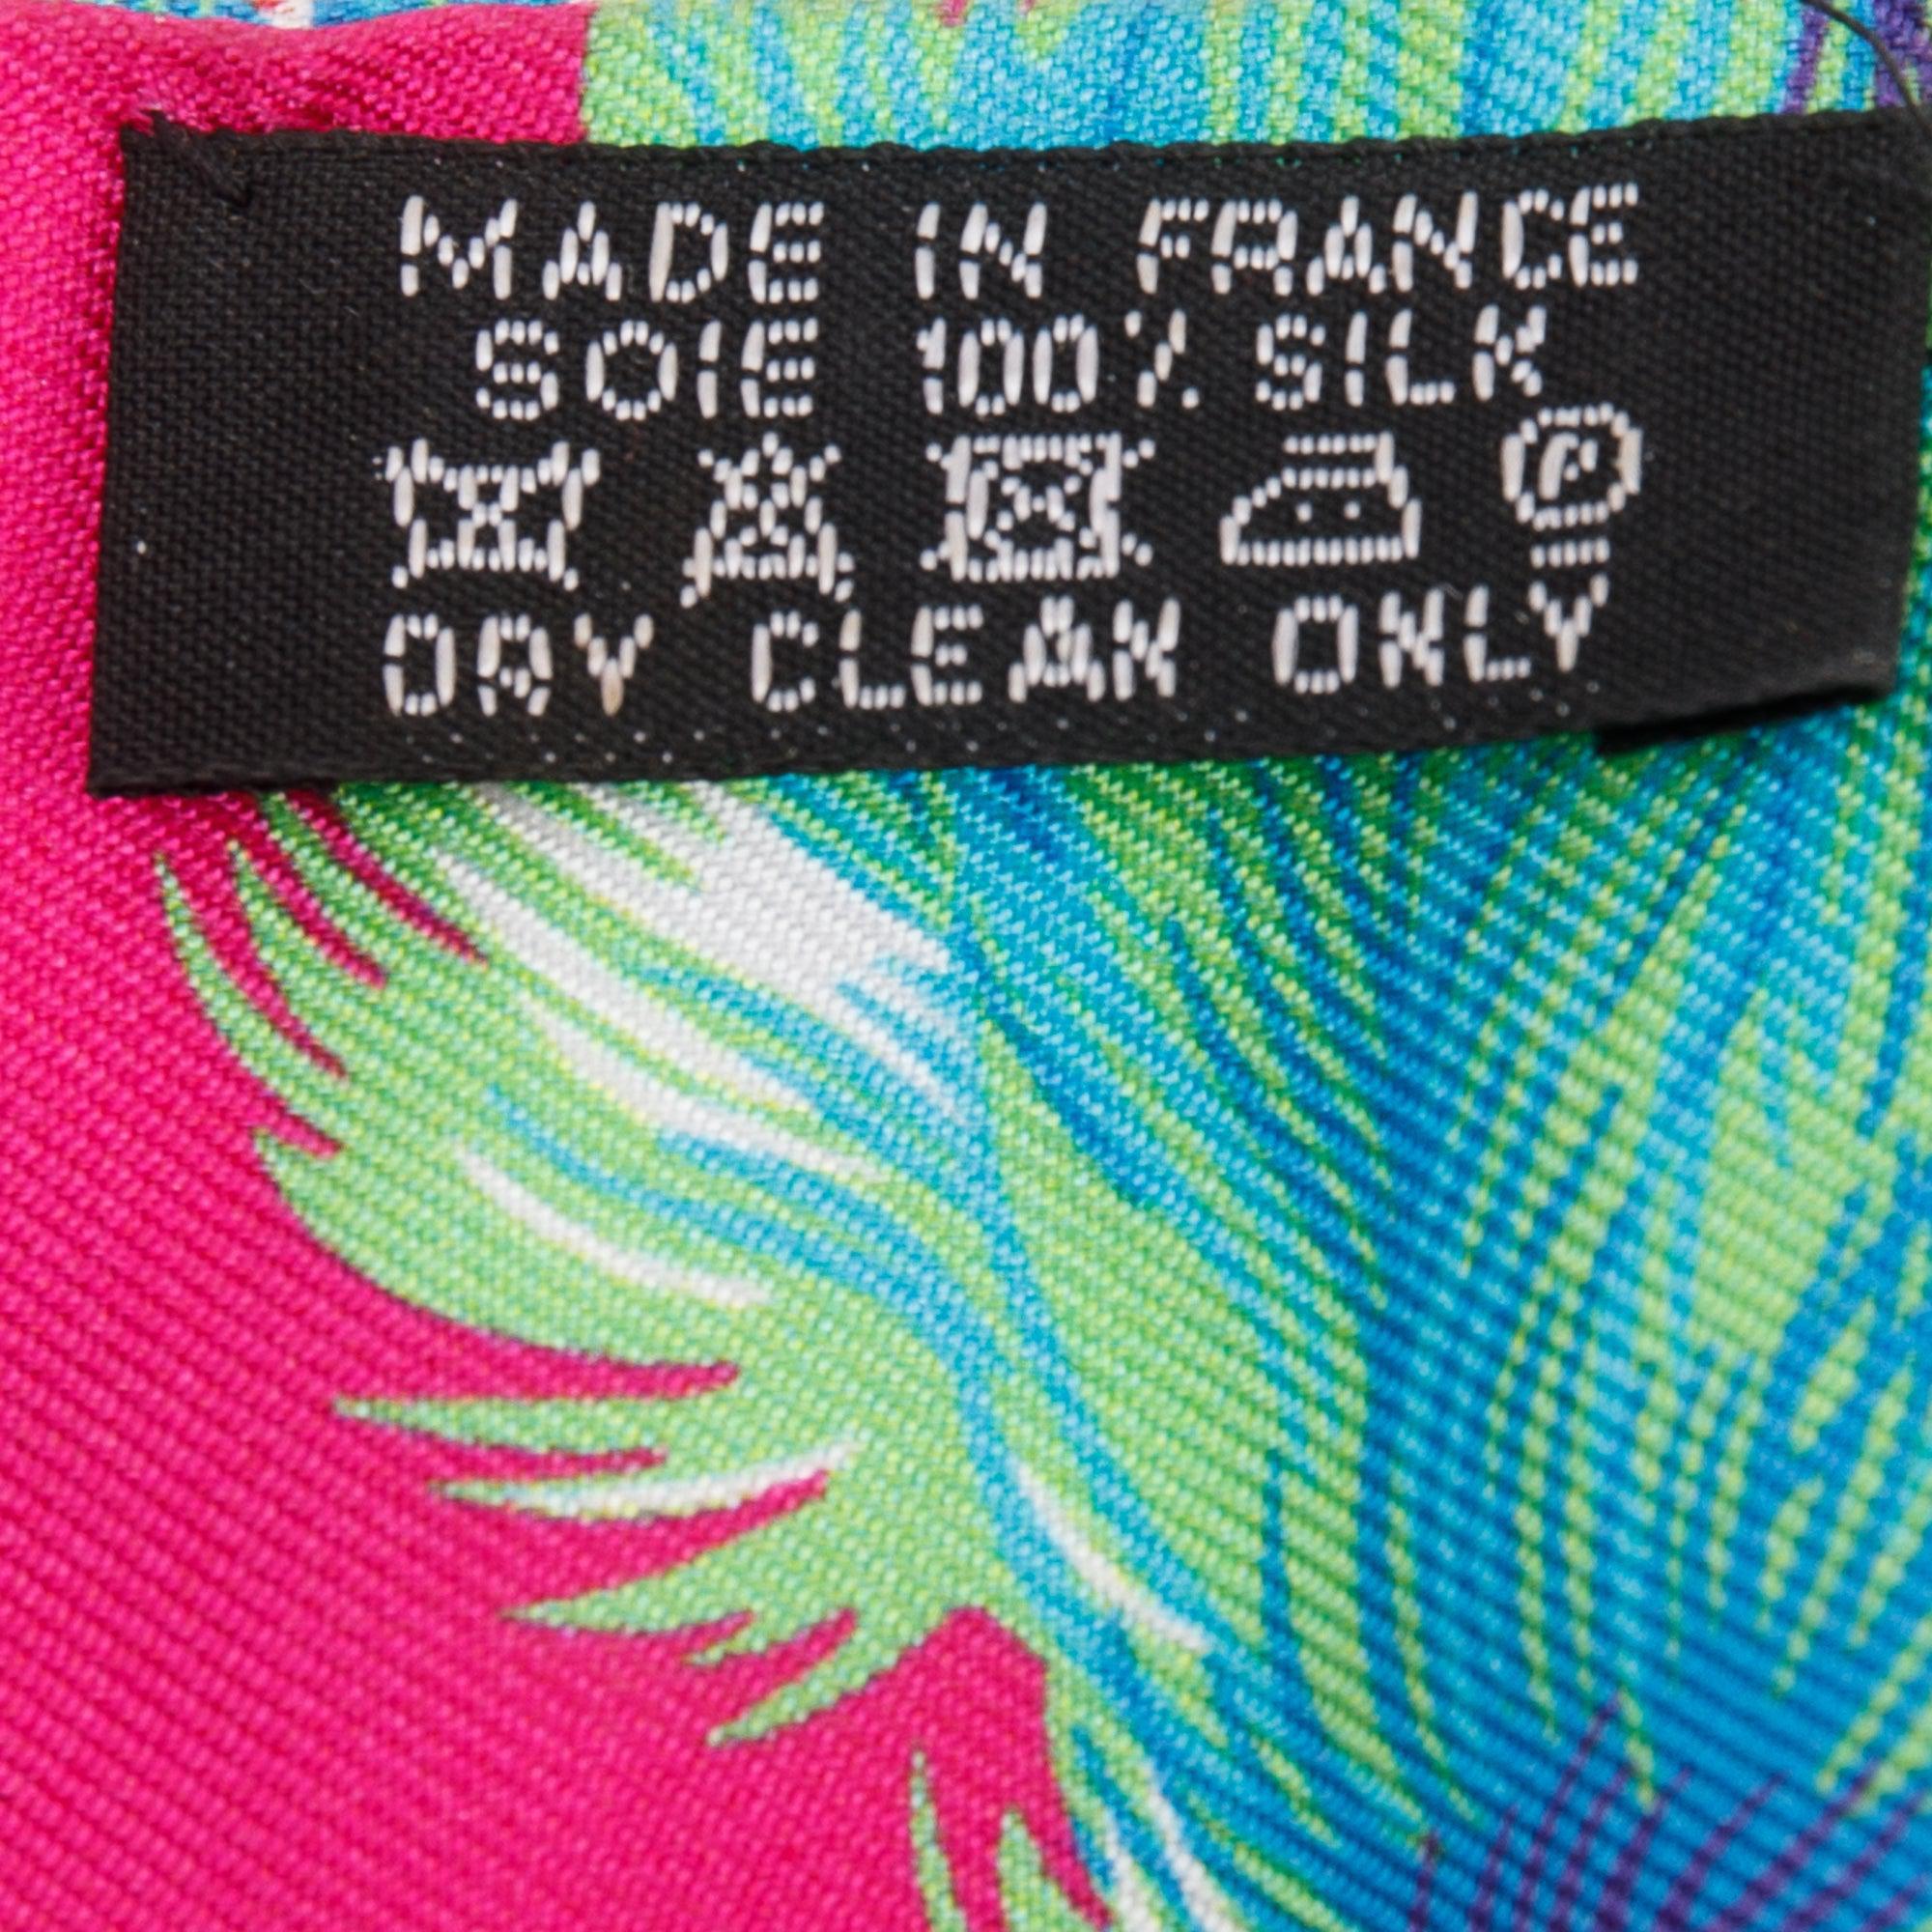 MADE IN FRANCE
SOIE 100% SILK
P
DRY CLEAN ONLY